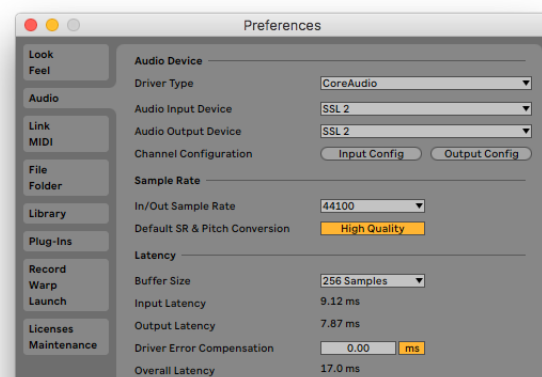 Preferences
Look
Feel
Audio
Link
MIDI
File
Folder
Library
Plug-Ins
Record
Warp
Launch
Licenses
Maintenance
Audio Device
Driver Type CoreAudio
Audio Input Device SSL 2
Audio Output Device SSL 2
Channel Configuration Input Config Output Config
Sample Rate
In/Out Sample Rate 44100
Default SR & Pitch Conversion High Quality
Latency
Buffer Size 256 Samples
Input Latency 9.12 ms
Output Latency 7.87 ms
Driver Error Compensation 0.00 ms
Overall Latency 17.0 ms